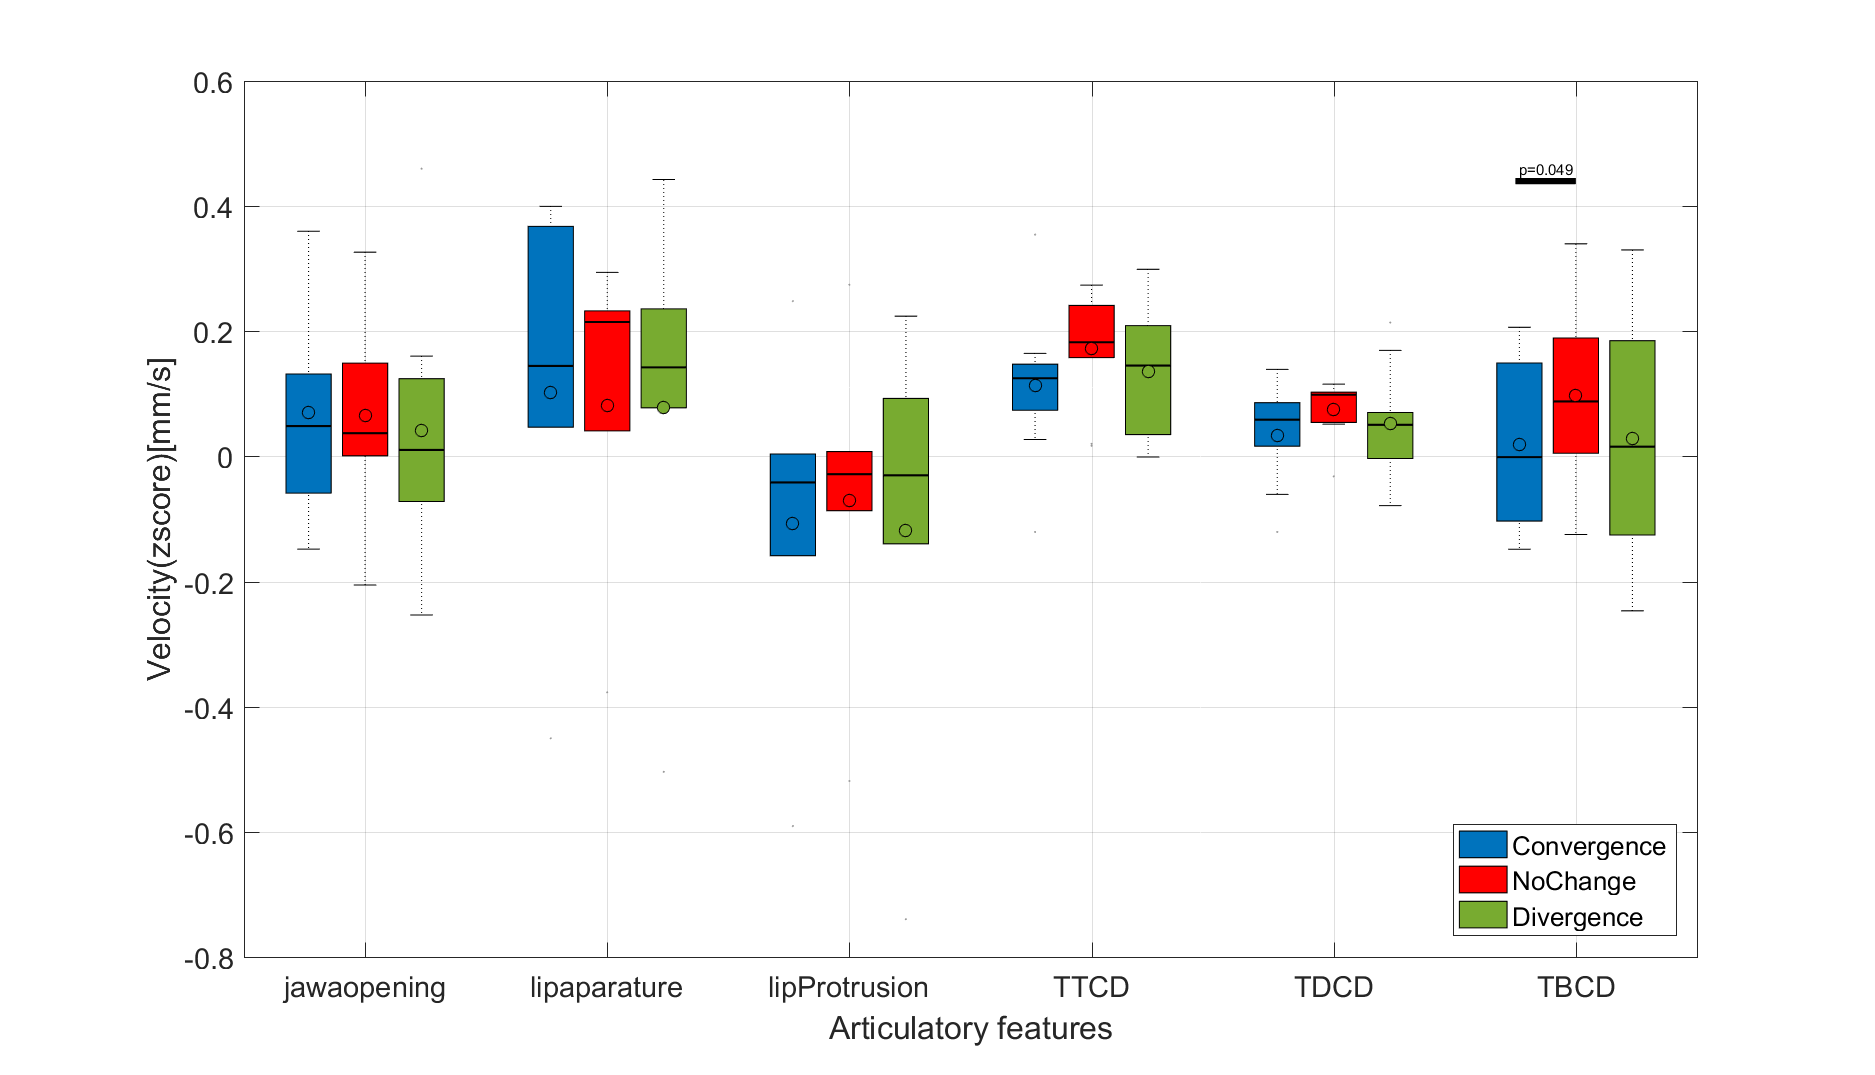 0.6
0.4
0.2
0
-0.2
-0.4
-0.6
-0.8
Velocity(zscore)[mm/s]
p=0.049
Convergence
NoChange
Divergence
jawaopening lipaparature lipProtrusion TTCD TDCD TBCD
Articulatory features